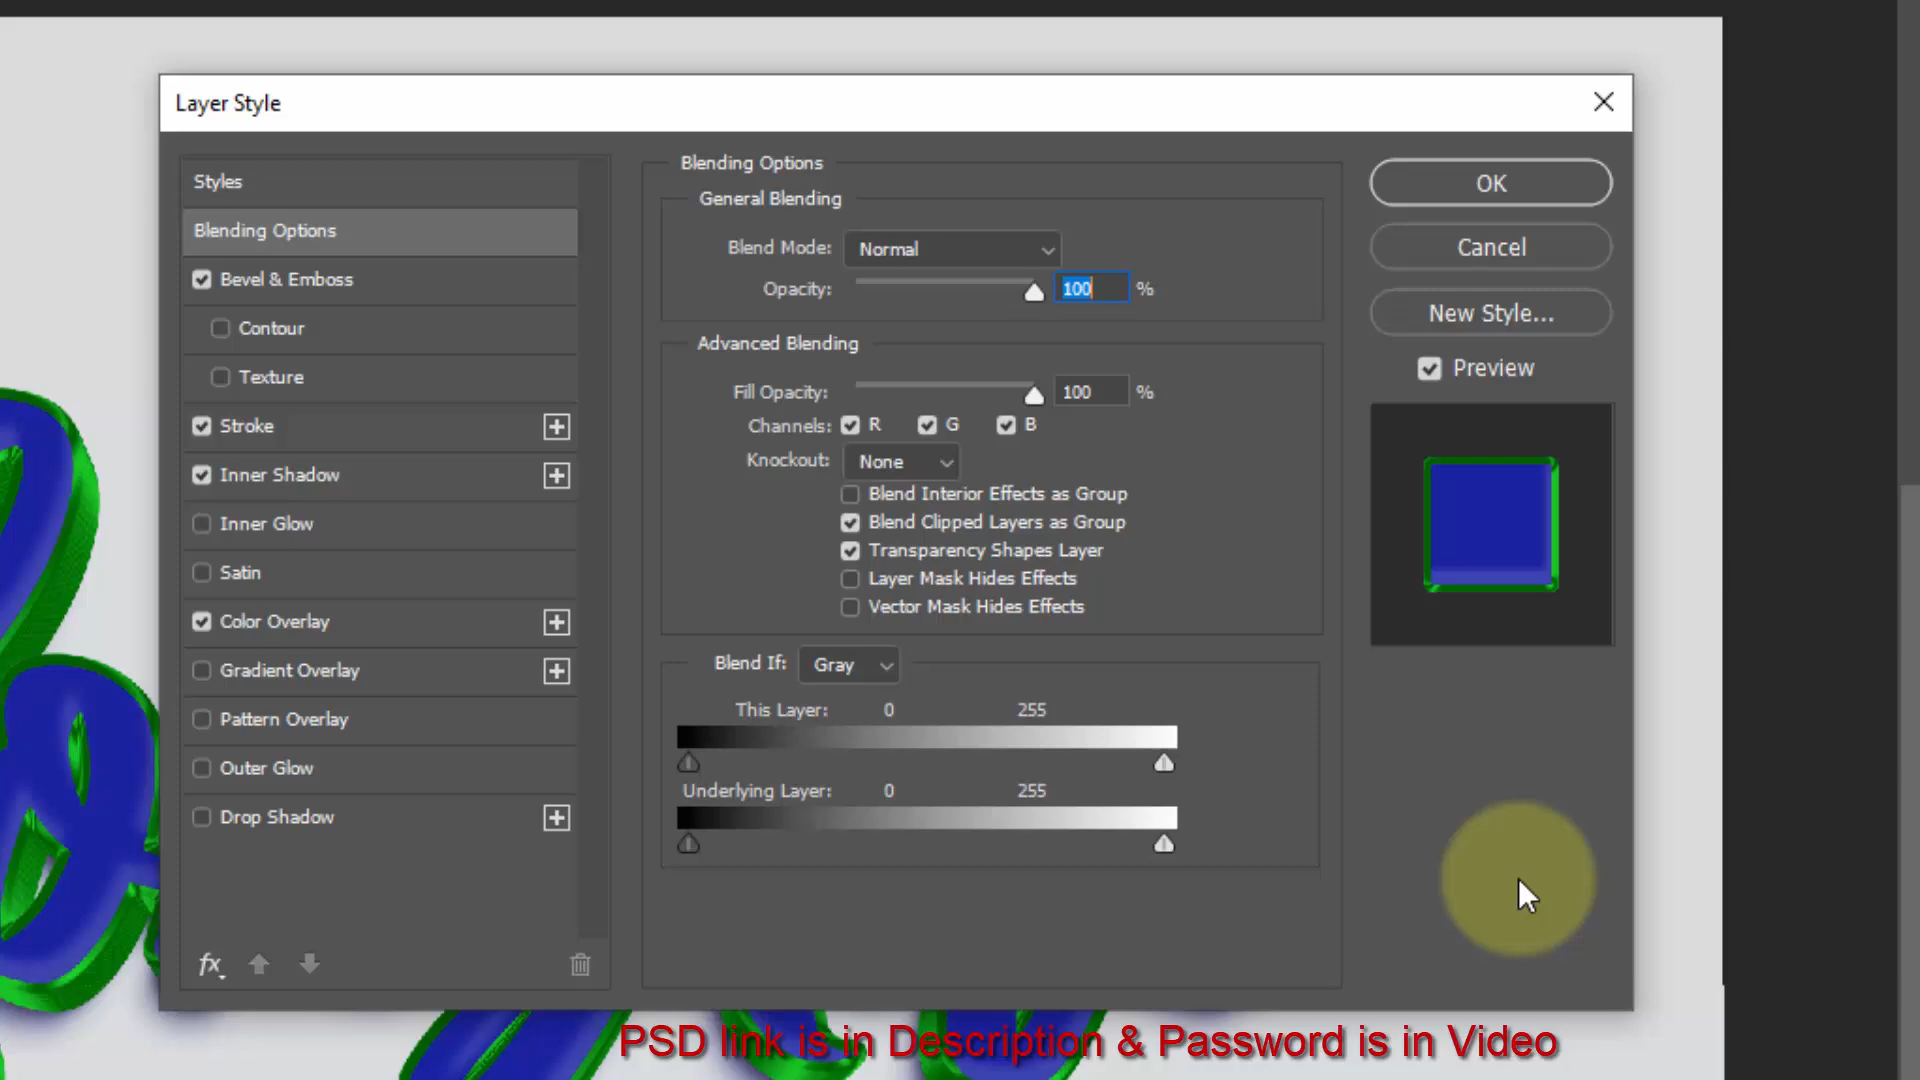 Layer Style
Styles
Blending Options
Bevel & Emboss
Contour
Texture
Stroke
Inner Shadow
Inner Glow
Satin
Color Overlay
Gradient Overlay
Pattern Overlay
Outer Glow
Drop Shadow
fx
Blending Options
General Blending
Blend Mode: Normal
Opacity: 100 %
Advanced Blending
Fill Opacity: 100 %
Channels: R G B
Knockout: None
Blend Interior Effects as Group
Blend Clipped Layers as Group
Transparency Shapes Layer
Layer Mask Hides Effects
Vector Mask Hides Effects
Blend If: Gray
This Layer: 0 255
Underlying Layer: 0 255
OK
Cancel
New Style...
Preview
PSD link is in Description & Password is in Video